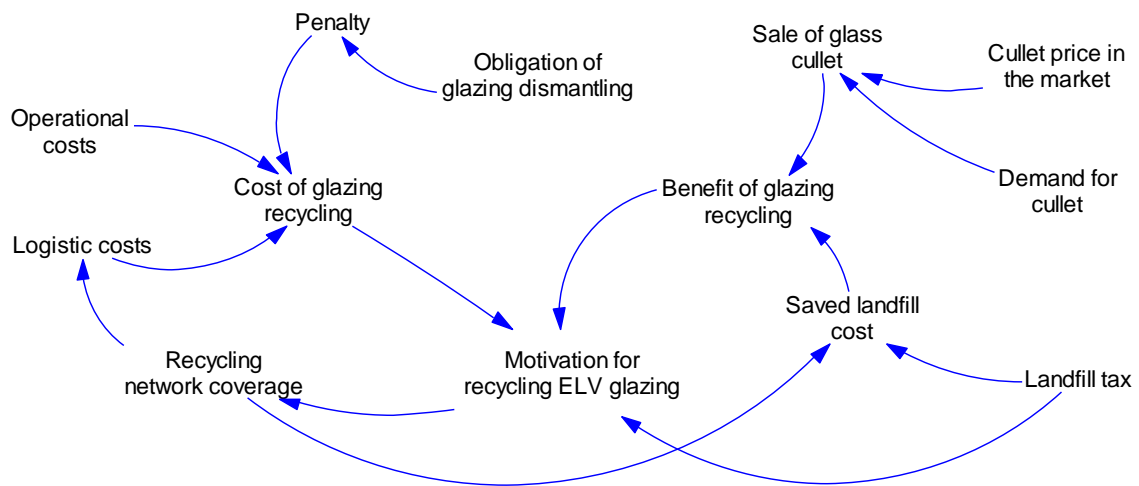 Penalty
Obligation of
glazing dismantling
Sale of glass
cullet
Cullet price in
the market
Operational
costs
Cost of glazing
recycling
Benefit of glazing
recycling
Demand for
cullet
Logistic costs
Saved landfill
cost
Recycling
network coverage
Motivation for
recycling ELV glazing
Landfill tax